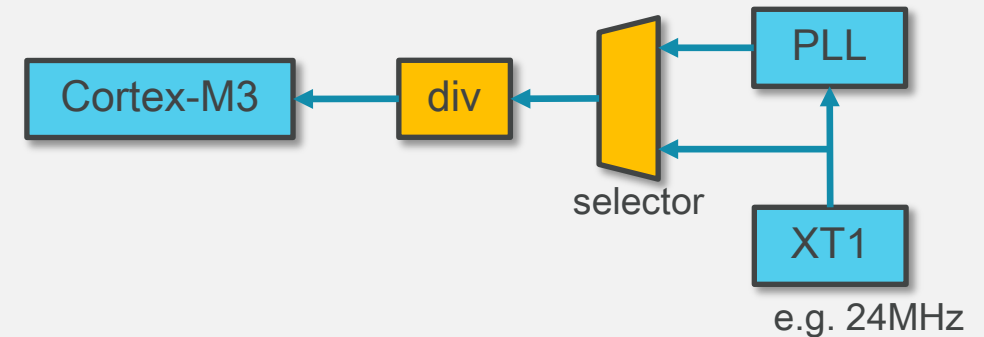 PLL
Cortex-M3
div
selector
XT1
e.g. 24MHz